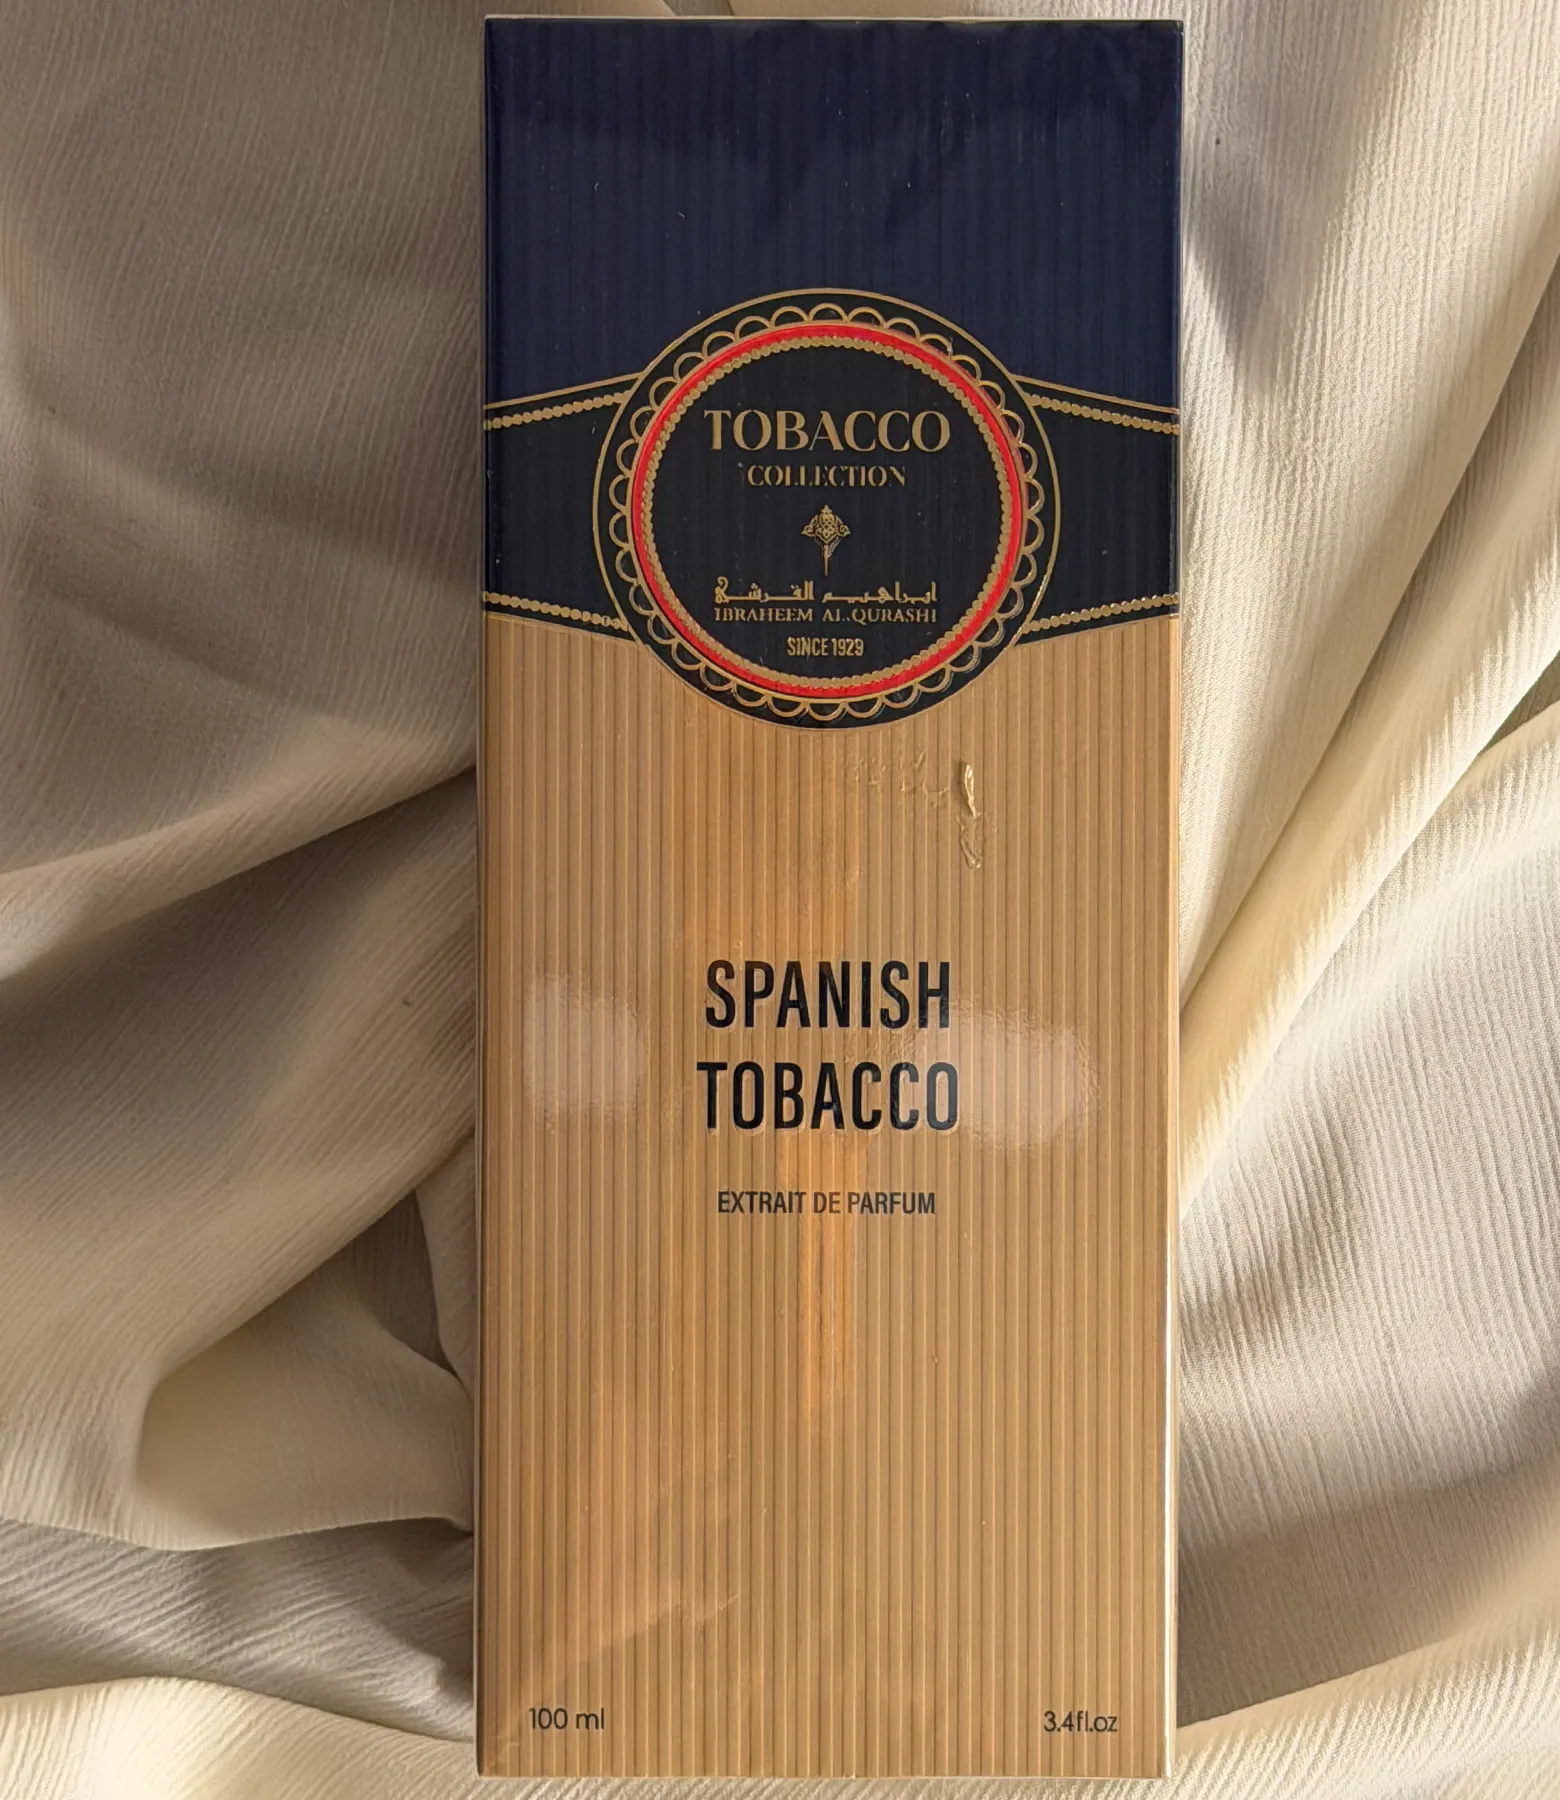 TOBACCO
COLLECTION
ابراهيم القرشي
IBRAHEEM AL.QURASHI
SINCE 1929
SPANISH
TOBACCO
EXTRAIT DE PARFUM
100 ml 3.4fl.oz